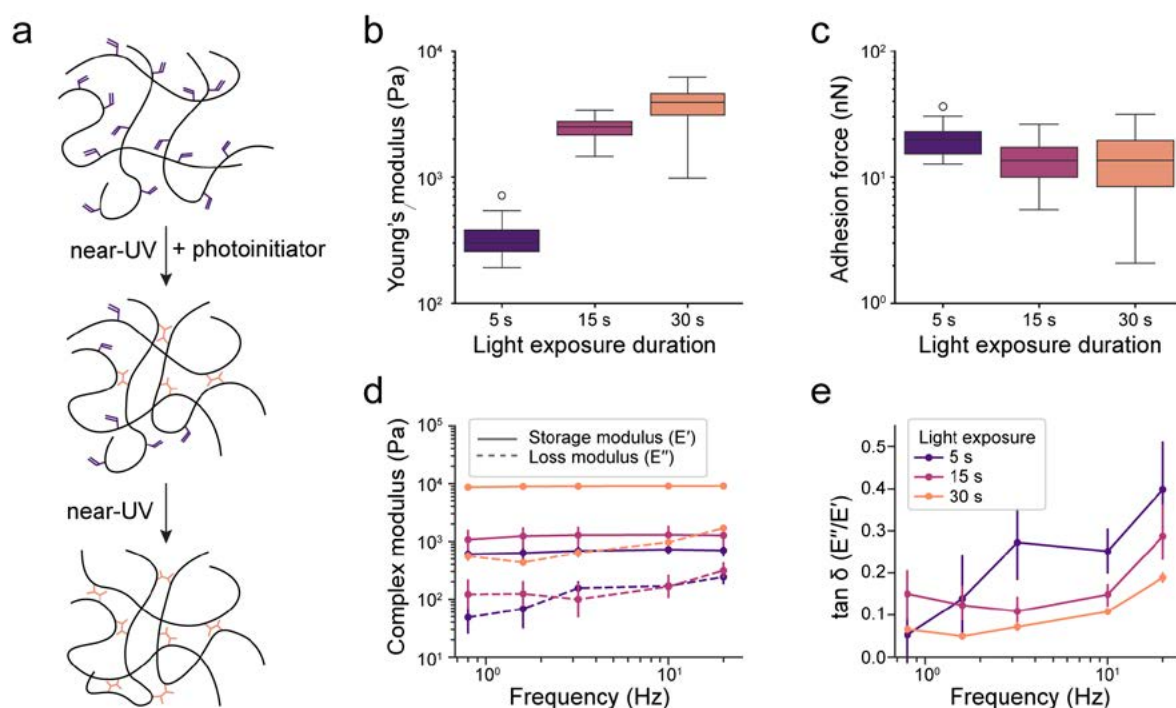 a
near-UV + photoinitiator
near-UV
b
Young's modulus (Pa)
10⁴
10³
10²
5 s 15 s 30 s
Light exposure duration
c
Adhesion force (nN)
10²
10¹
10⁰
5 s 15 s 30 s
Light exposure duration
d
Complex modulus (Pa)
10⁵
10⁴
10³
10²
10¹
Storage modulus (E′)
Loss modulus (E″)
10⁰ 10¹
Frequency (Hz)
e
tan δ (E″/E′)
0.5
0.4
0.3
0.2
0.1
0.0
Light exposure
5 s
15 s
30 s
10⁰ 10¹
Frequency (Hz)